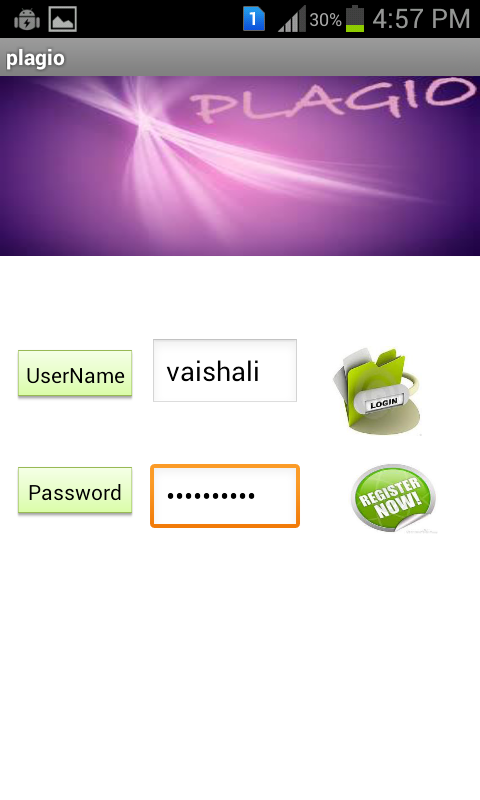 1 30% 4:57 PM
plagio
PLAGIO
UserName
vaishali
LOGIN
Password
••••••••••
REGISTER
NOW!